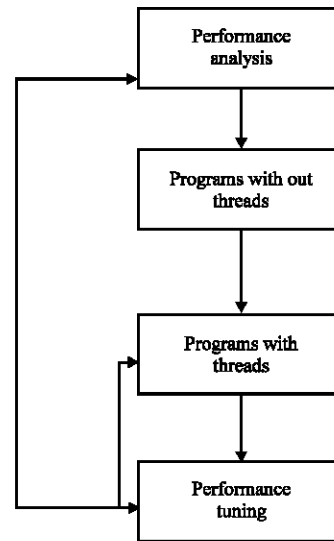 Performance
analysis
Programs with out
threads
Programs with
threads
Performance
tuning